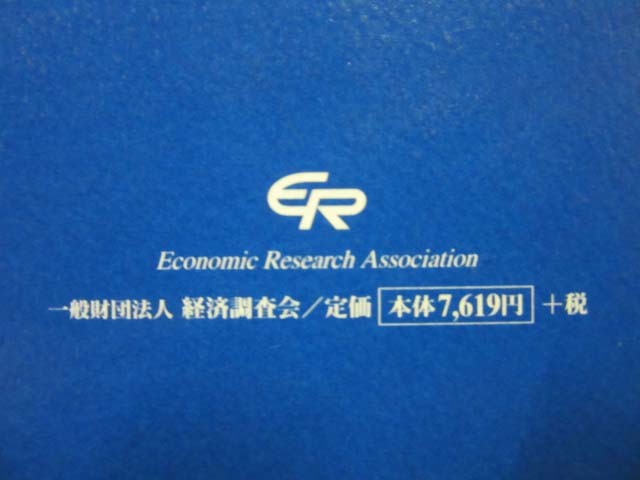 ER
Economic Research Association
一般財団法人 経済調査会／定価 本体7,619円 ＋税